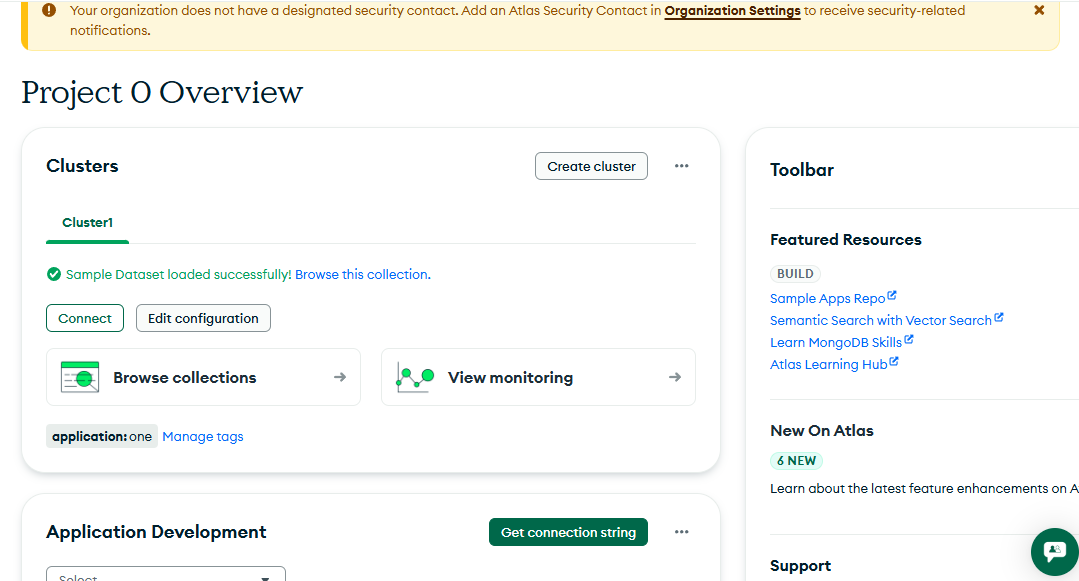 Your organization does not have a designated security contact. Add an Atlas Security Contact in Organization Settings to receive security-related
notifications.
Project 0 Overview
Clusters
Create cluster
Cluster1
Sample Dataset loaded successfully! Browse this collection.
Connect
Edit configuration
Browse collections
View monitoring
application: one
Manage tags
Application Development
Get connection string
Select
Toolbar
Featured Resources
BUILD
Sample Apps Repo
Semantic Search with Vector Search
Learn MongoDB Skills
Atlas Learning Hub
New On Atlas
6 NEW
Learn about the latest feature enhancements on A
Support